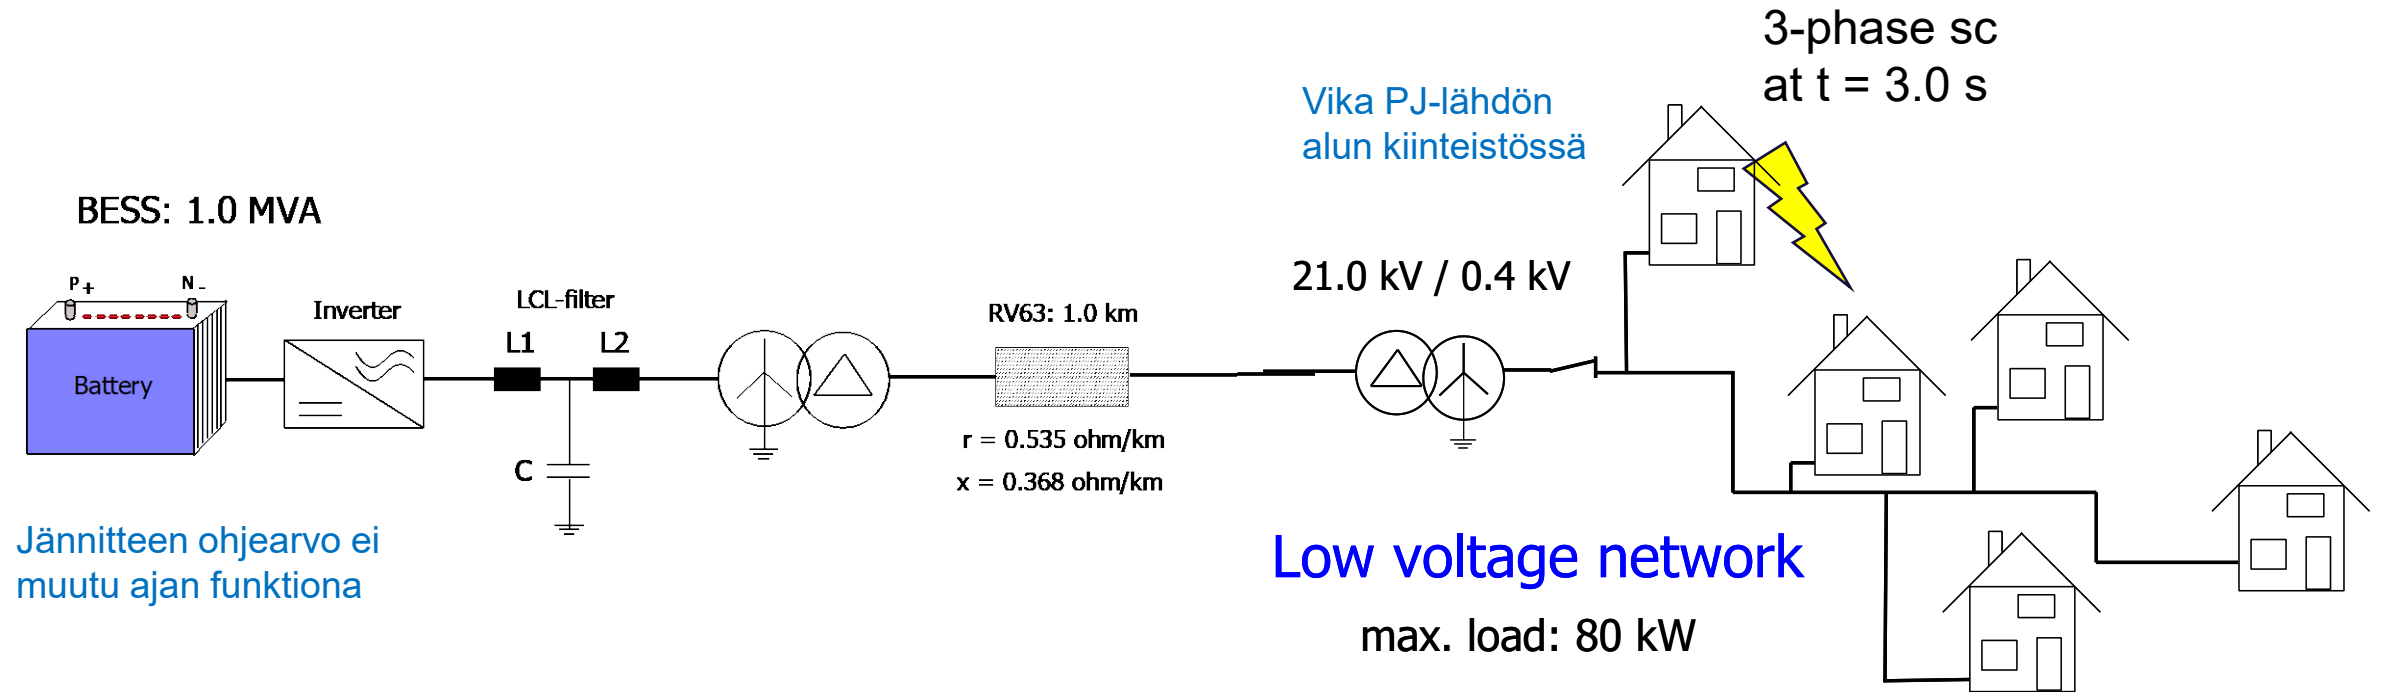 3-phase sc
at t = 3.0 s
Vika PJ-lähdön
alun kiinteistössä
BESS: 1.0 MVA
21.0 kV / 0.4 kV
P +
N -
Inverter
LCL-filter
RV63: 1.0 km
L1
L2
Battery
r = 0.535 ohm/km
C
x = 0.368 ohm/km
Jännitteen ohjearvo ei
muutu ajan funktiona
Low voltage network
max. load: 80 kW